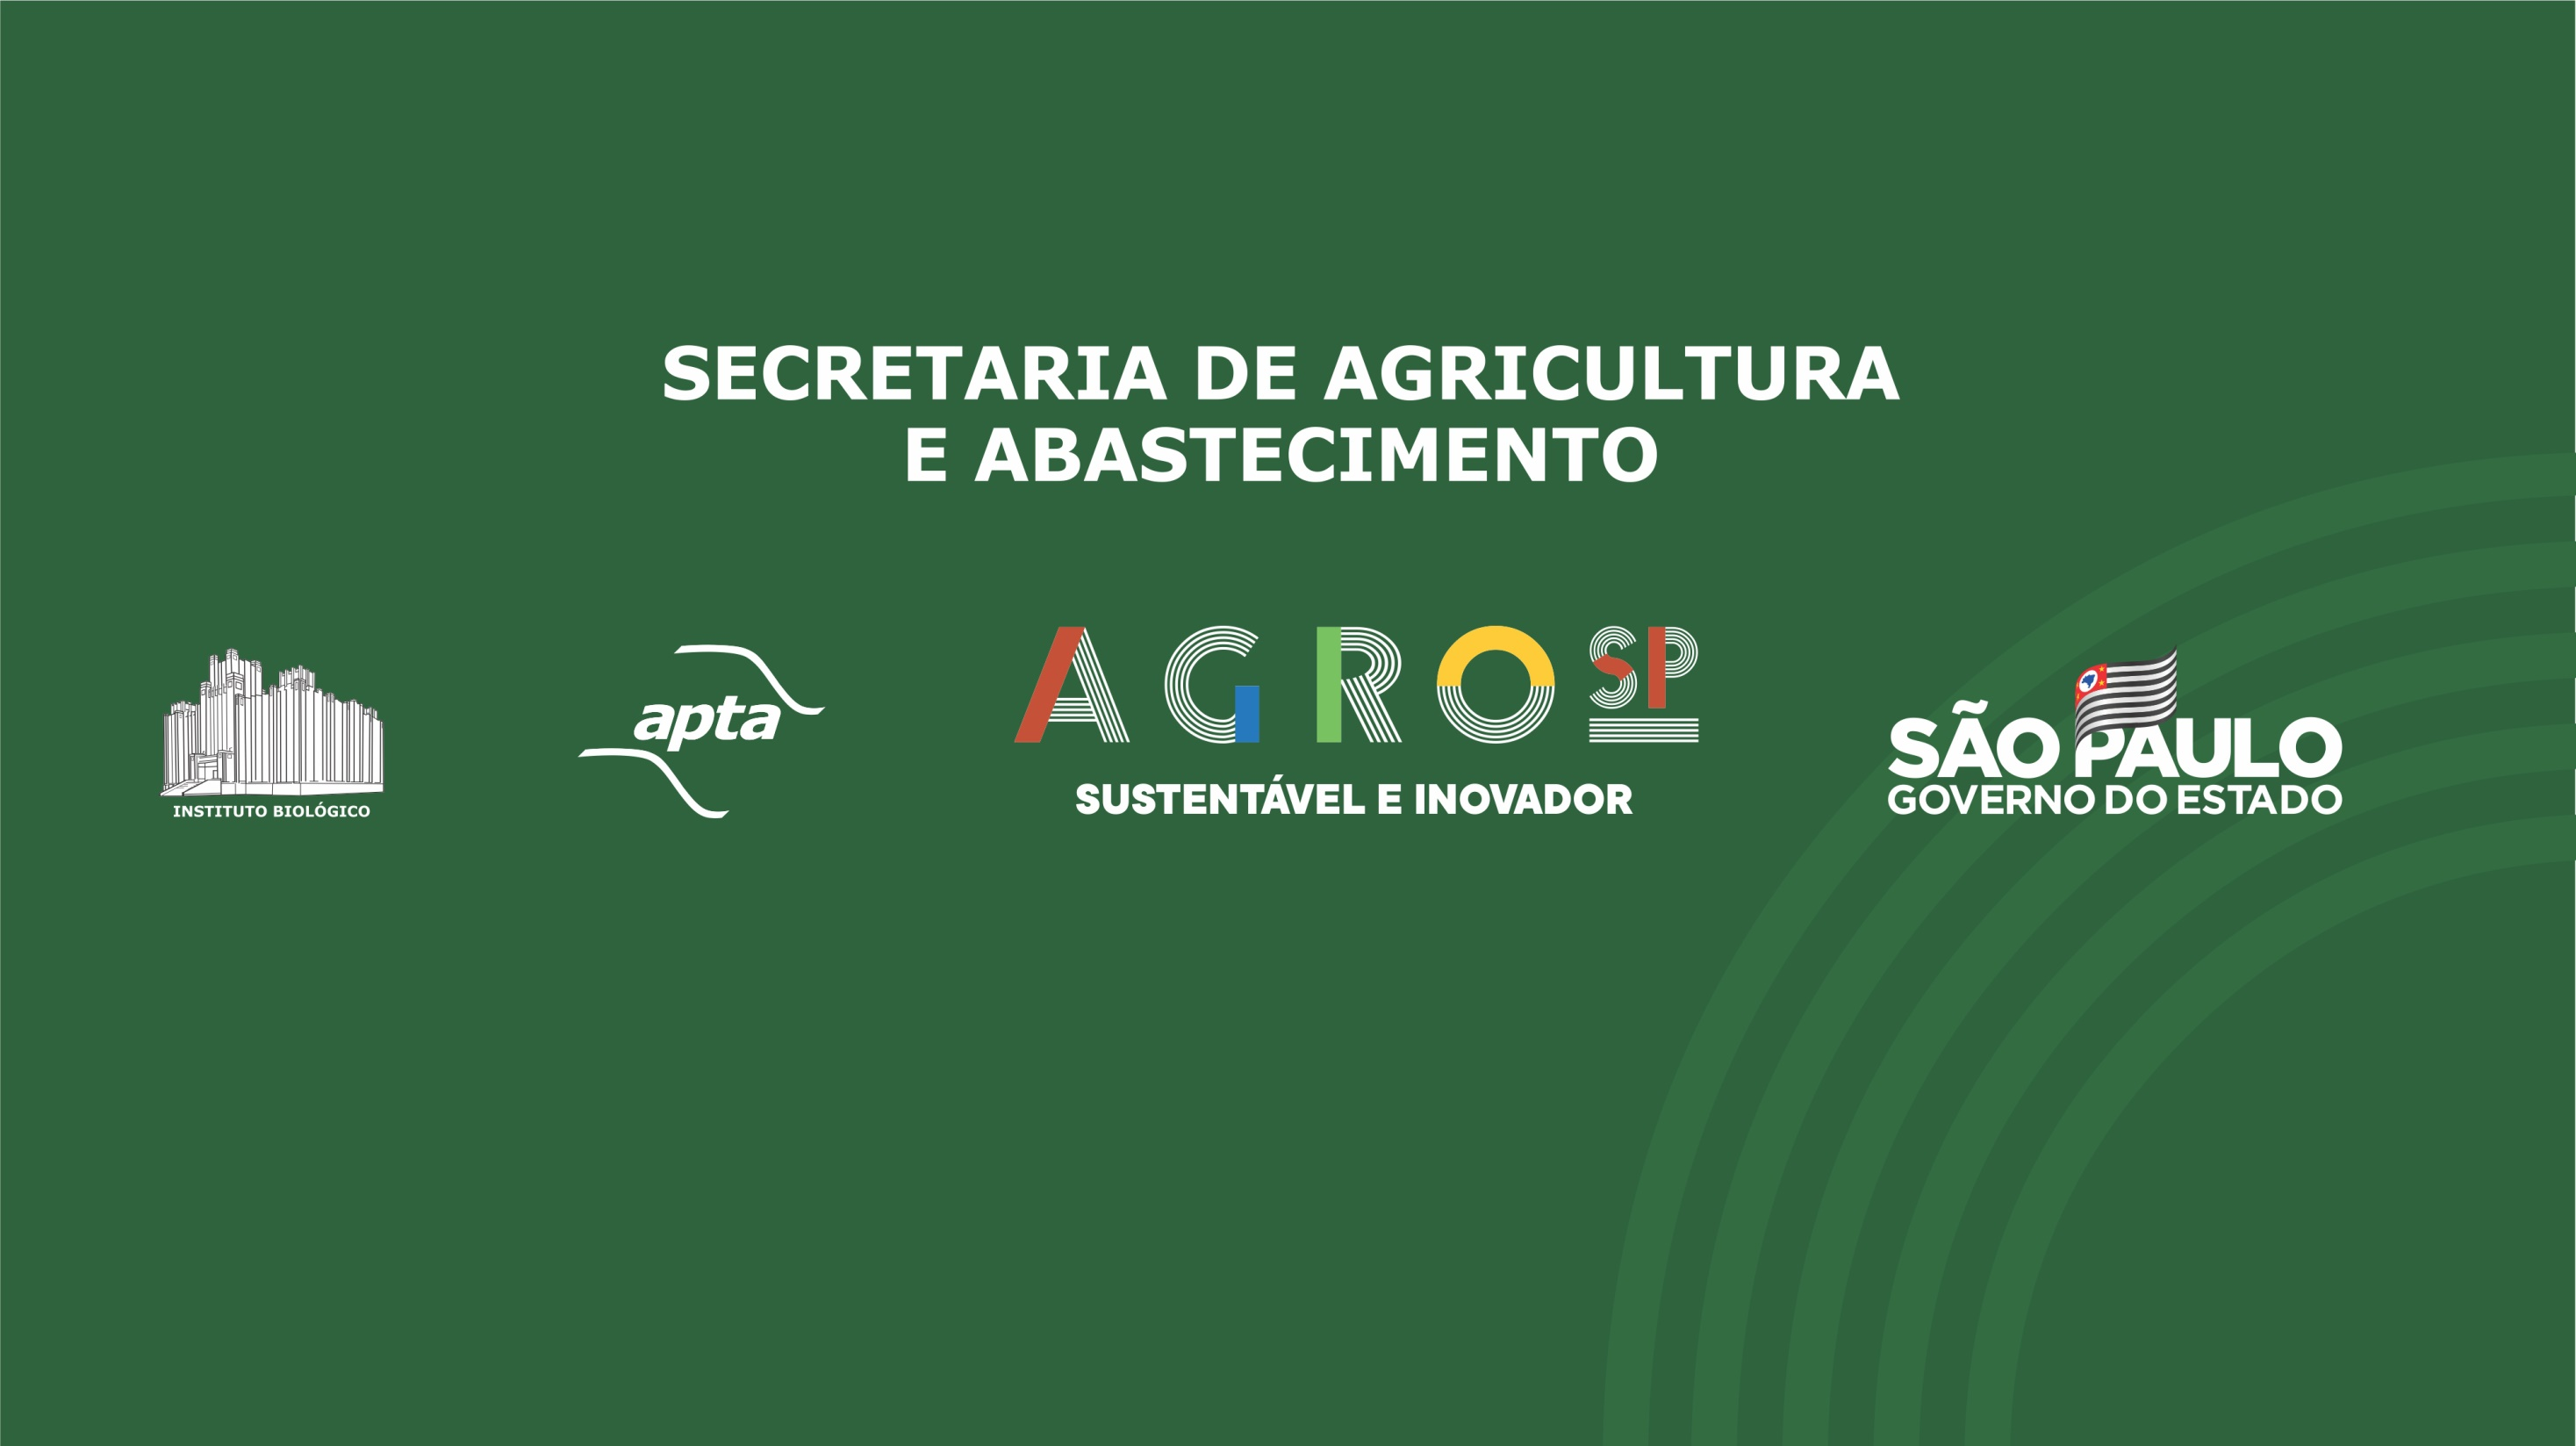 SECRETARIA DE AGRICULTURA
E ABASTECIMENTO
INSTITUTO BIOLÓGICO
apta
AGRO SP
SUSTENTÁVEL E INOVADOR
SÃO PAULO
GOVERNO DO ESTADO